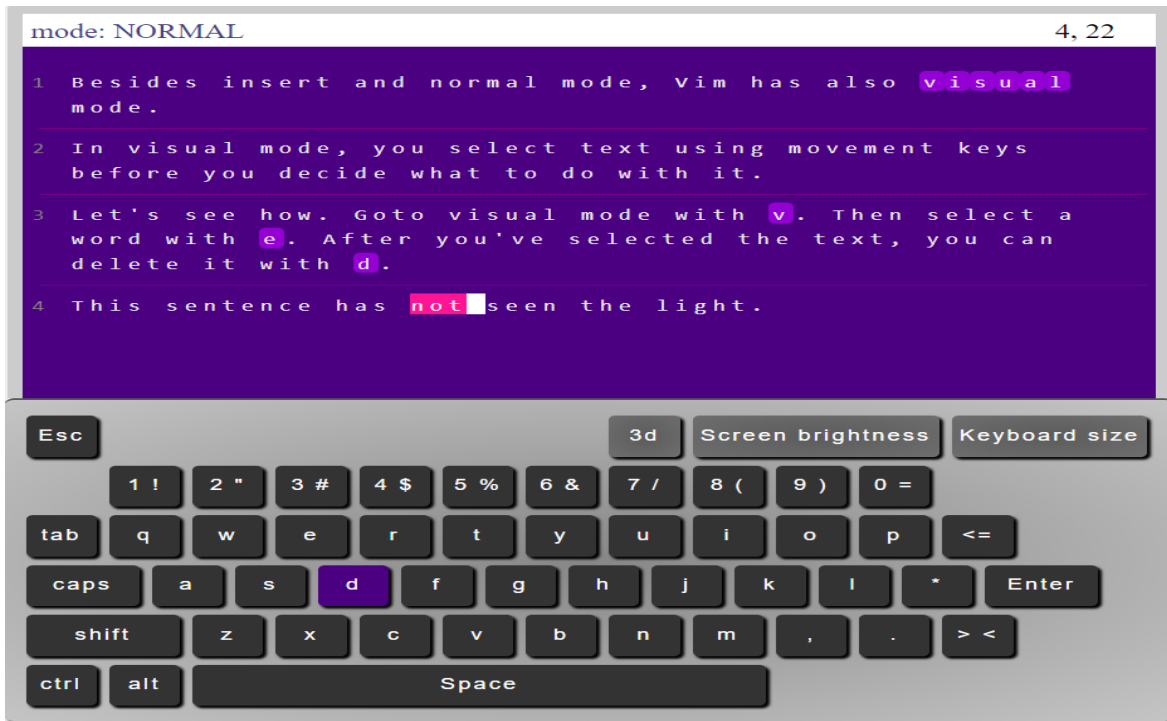 mode: NORMAL 4, 22
1 Besides insert and normal mode, Vim has also visual
mode.
2 In visual mode, you select text using movement keys
before you decide what to do with it.
3 Let's see how. Goto visual mode with v. Then select a
word with e. After you've selected the text, you can
delete it with d.
4 This sentence has not seen the light.
Esc 3d Screen brightness Keyboard size
1 ! 2 " 3 # 4 $ 5 % 6 & 7 / 8 ( 9 ) 0 =
tab q w e r t y u i o p <=
caps a s d f g h j k l * Enter
shift z x c v b n m , . > <
ctrl alt Space